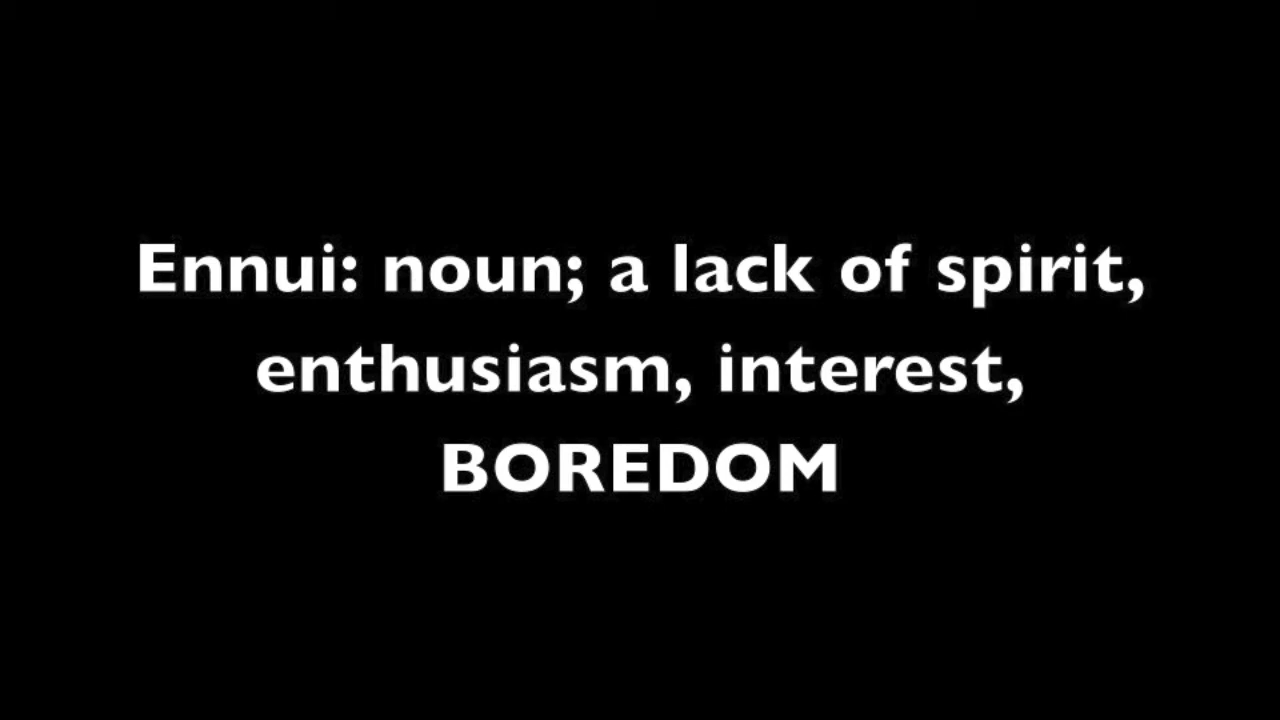 Ennui: noun; a lack of spirit,
enthusiasm, interest,
BOREDOM